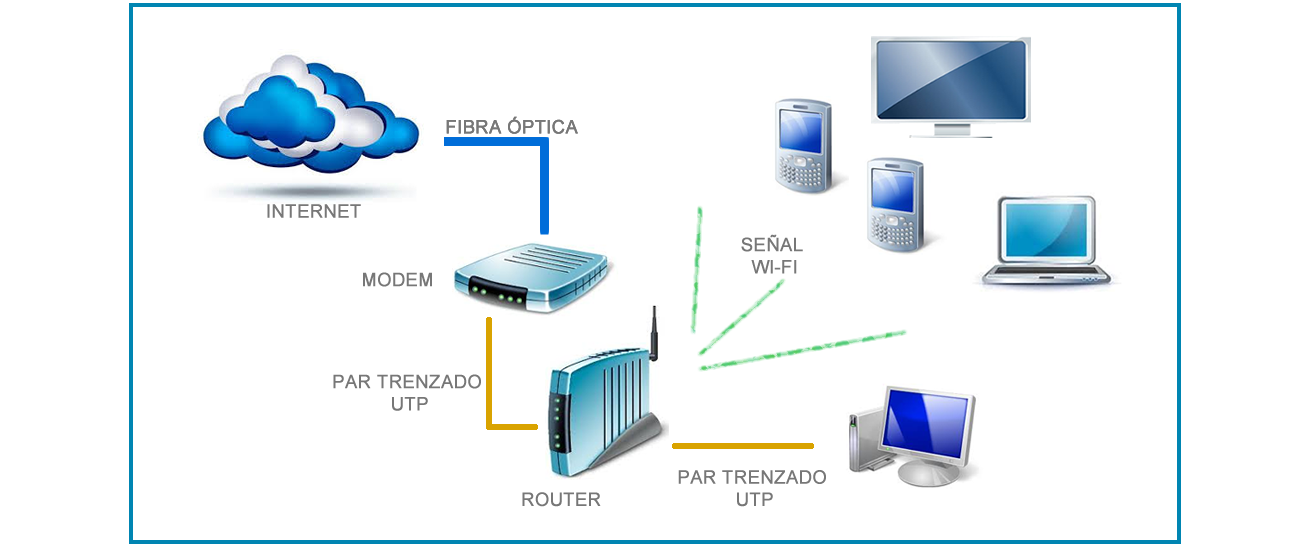 FIBRA ÓPTICA
INTERNET
MODEM
SEÑAL
WI-FI
PAR TRENZADO
UTP
ROUTER
PAR TRENZADO
UTP